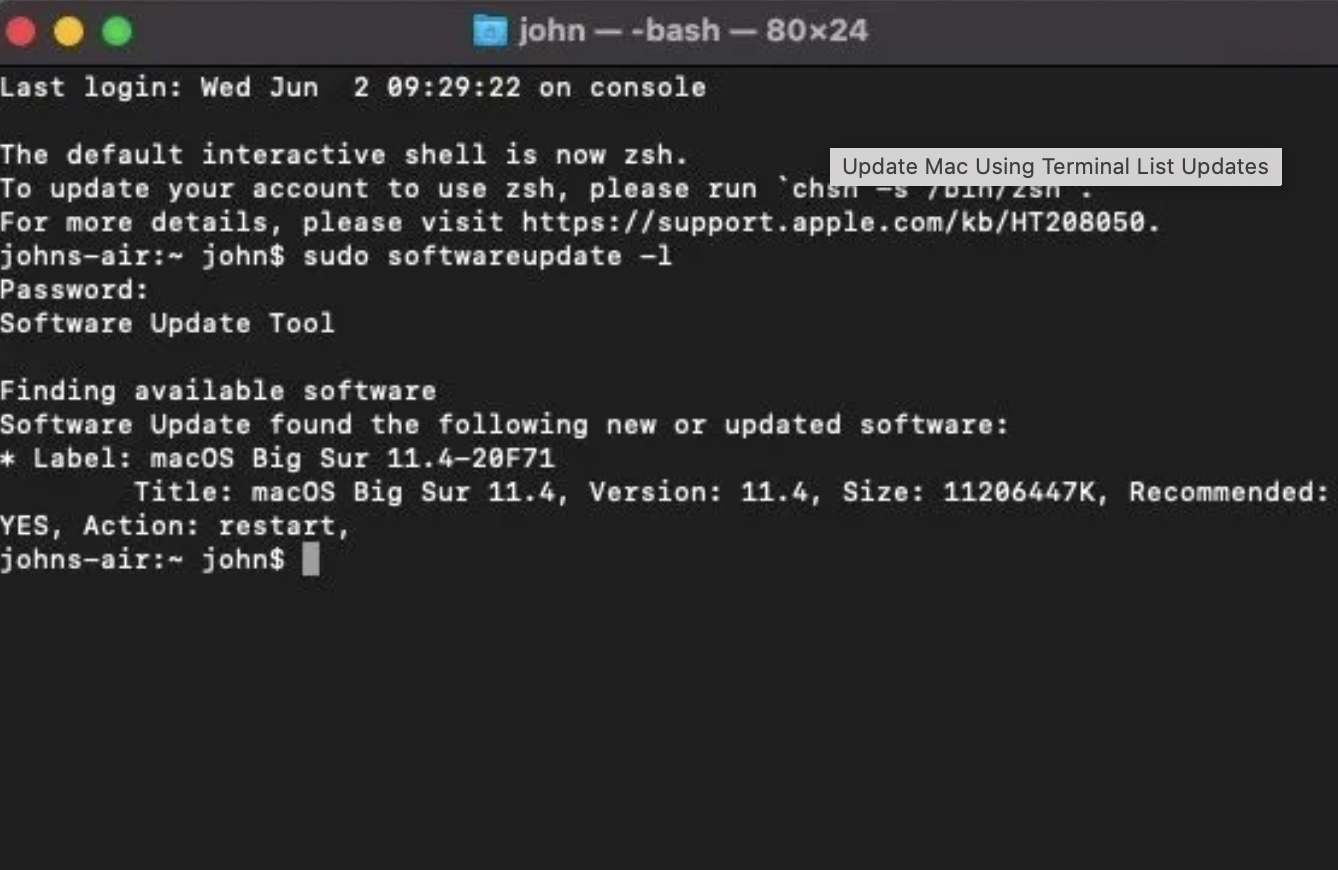 john — -bash — 80×24
Last login: Wed Jun  2 09:29:22 on console
The default interactive shell is now zsh.
Update Mac Using Terminal List Updates
To update your account to use zsh, please run `chsh -s /bin/zsh`.
For more details, please visit https://support.apple.com/kb/HT208050.
johns-air:~ john$ sudo softwareupdate -l
Password:
Software Update Tool
Finding available software
Software Update found the following new or updated software:
* Label: macOS Big Sur 11.4-20F71
        Title: macOS Big Sur 11.4, Version: 11.4, Size: 11206447K, Recommended:
YES, Action: restart,
johns-air:~ john$